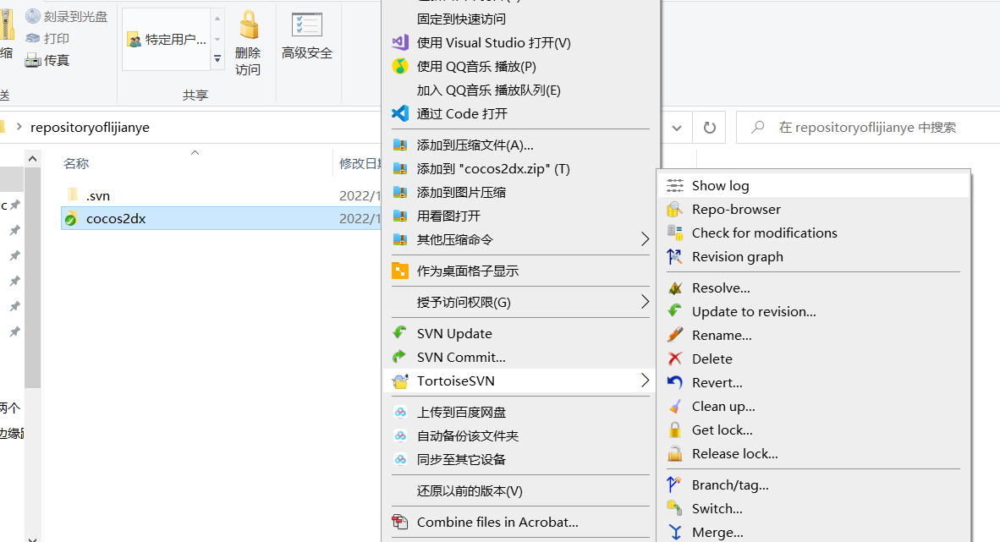 刻录到光盘
打印
缩
传真
送
特定用户...
删除
访问
共享
高级安全
repositoryoflijianye
在 repositoryoflijianye 中搜索
名称
修改日期
.svn
2022/1
cocos2dx
2022/1
固定到快速访问
使用 Visual Studio 打开(V)
使用 QQ音乐 播放(P)
加入 QQ音乐 播放队列(E)
通过 Code 打开
添加到压缩文件(A)...
添加到 "cocos2dx.zip" (T)
添加到图片压缩
用看图打开
其他压缩命令
作为桌面格子显示
授予访问权限(G)
SVN Update
SVN Commit...
TortoiseSVN
上传到百度网盘
自动备份该文件夹
同步至其它设备
还原以前的版本(V)
Combine files in Acrobat...
Show log
Repo-browser
Check for modifications
Revision graph
Resolve...
Update to revision...
Rename...
Delete
Revert...
Clean up...
Get lock...
Release lock...
Branch/tag...
Switch...
Merge...
c
两个
边缘